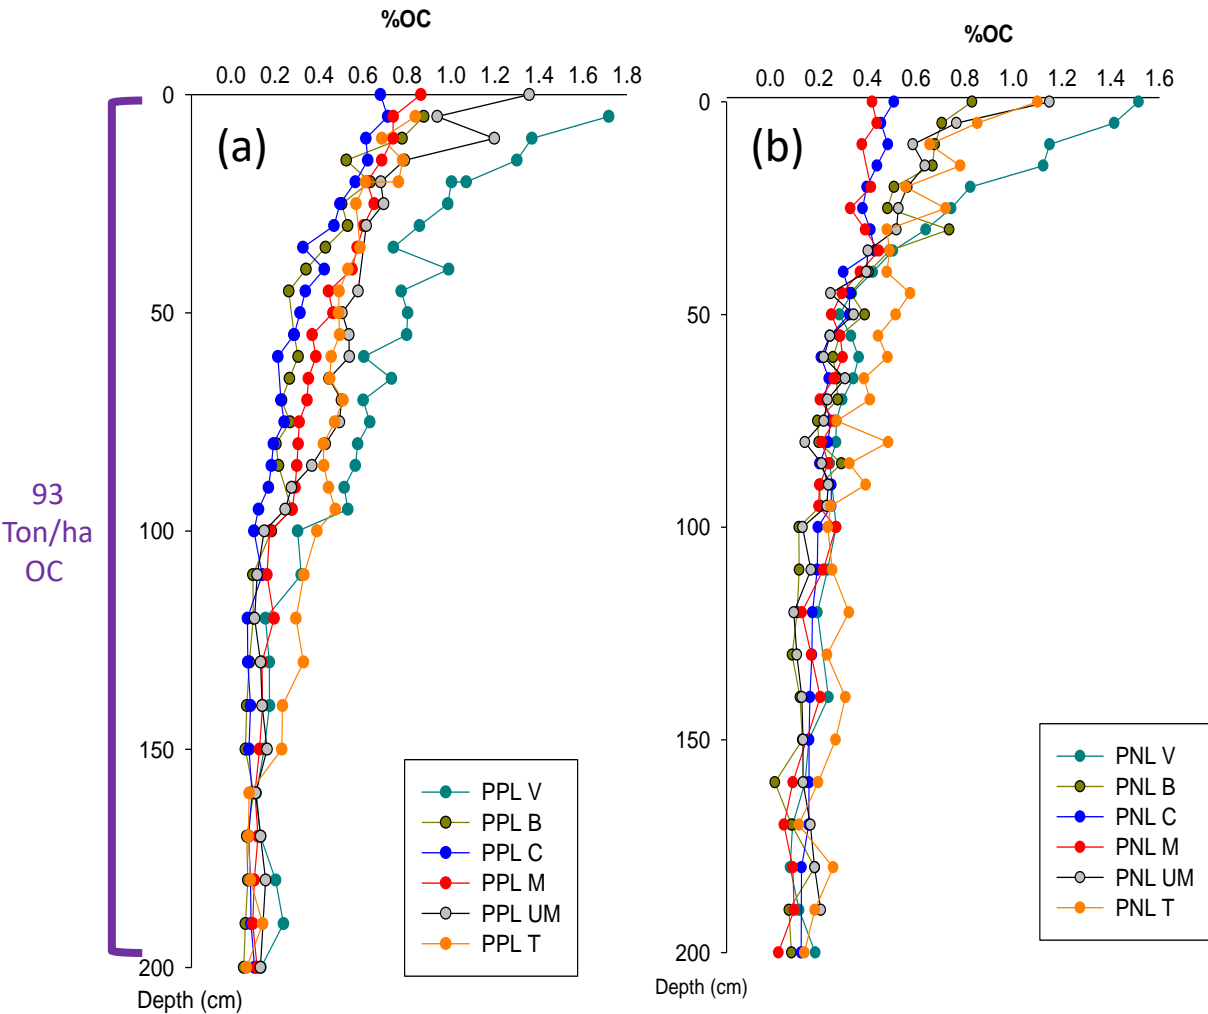 %OC
0.0 0.2 0.4 0.6 0.8 1.0 1.2 1.4 1.6 1.8
0
50
100
150
200
(a)
Depth (cm)
93
Ton/ha
OC
PPL V
PPL B
PPL C
PPL M
PPL UM
PPL T
%OC
0.0 0.2 0.4 0.6 0.8 1.0 1.2 1.4 1.6
0
50
100
150
200
(b)
Depth (cm)
PNL V
PNL B
PNL C
PNL M
PNL UM
PNL T